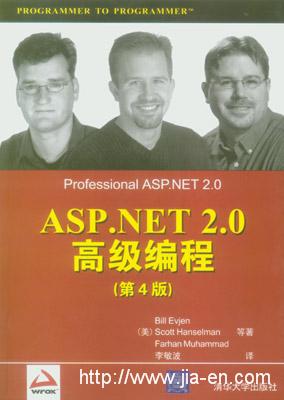 PROGRAMMER TO PROGRAMMER™
Professional ASP.NET 2.0
ASP.NET 2.0
高级编程
(第4版)
Bill Evjen
(美) Scott Hanselman 等著
Farhan Muhammad
李敏波 译
wrox
清华大学出版社
http://www.jia-en.com